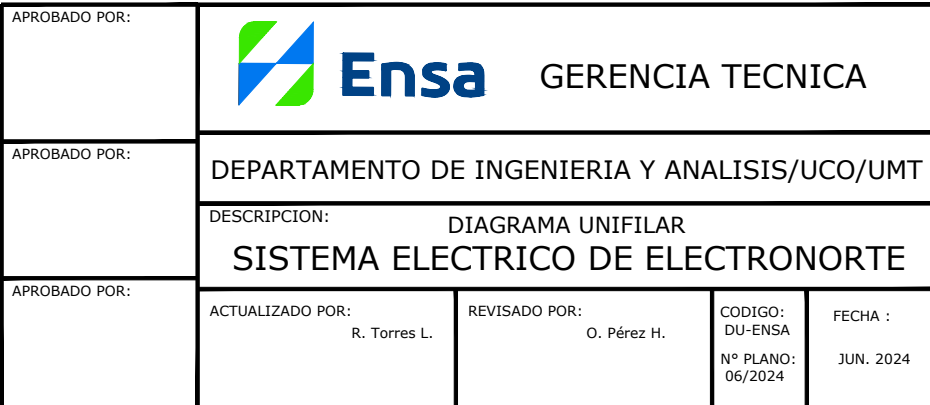 APROBADO POR:
Ensa
GERENCIA TECNICA
APROBADO POR:
DEPARTAMENTO DE INGENIERIA Y ANALISIS/UCO/UMT
DESCRIPCION:
DIAGRAMA UNIFILAR
SISTEMA ELECTRICO DE ELECTRONORTE
APROBADO POR:
ACTUALIZADO POR:
R. Torres L.
REVISADO POR:
O. Pérez H.
CODIGO:
DU-ENSA
N° PLANO:
06/2024
FECHA :
JUN. 2024